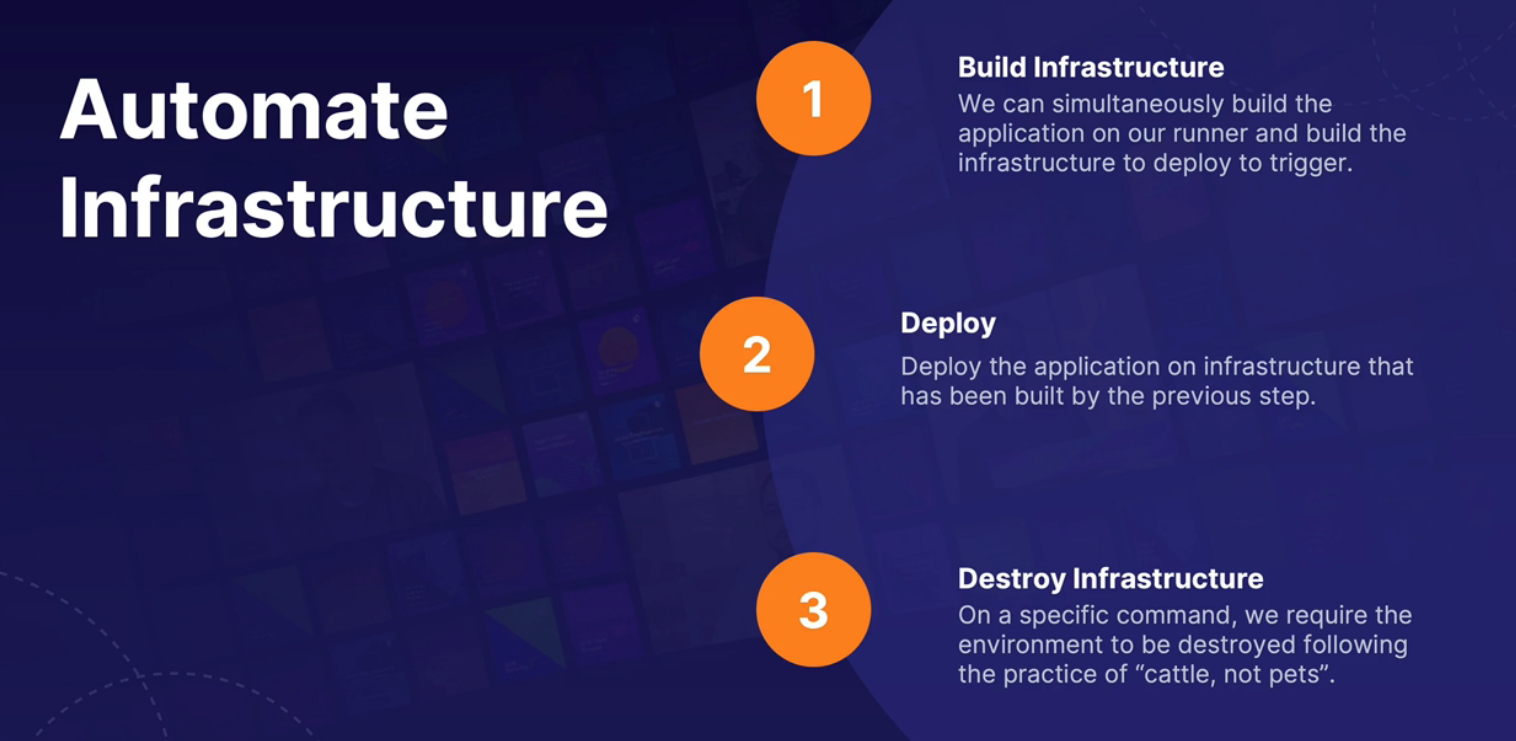 Automate
Infrastructure
1
Build Infrastructure
We can simultaneously build the
application on our runner and build the
infrastructure to deploy to trigger.
2
Deploy
Deploy the application on infrastructure that
has been built by the previous step.
3
Destroy Infrastructure
On a specific command, we require the
environment to be destroyed following
the practice of “cattle, not pets”.